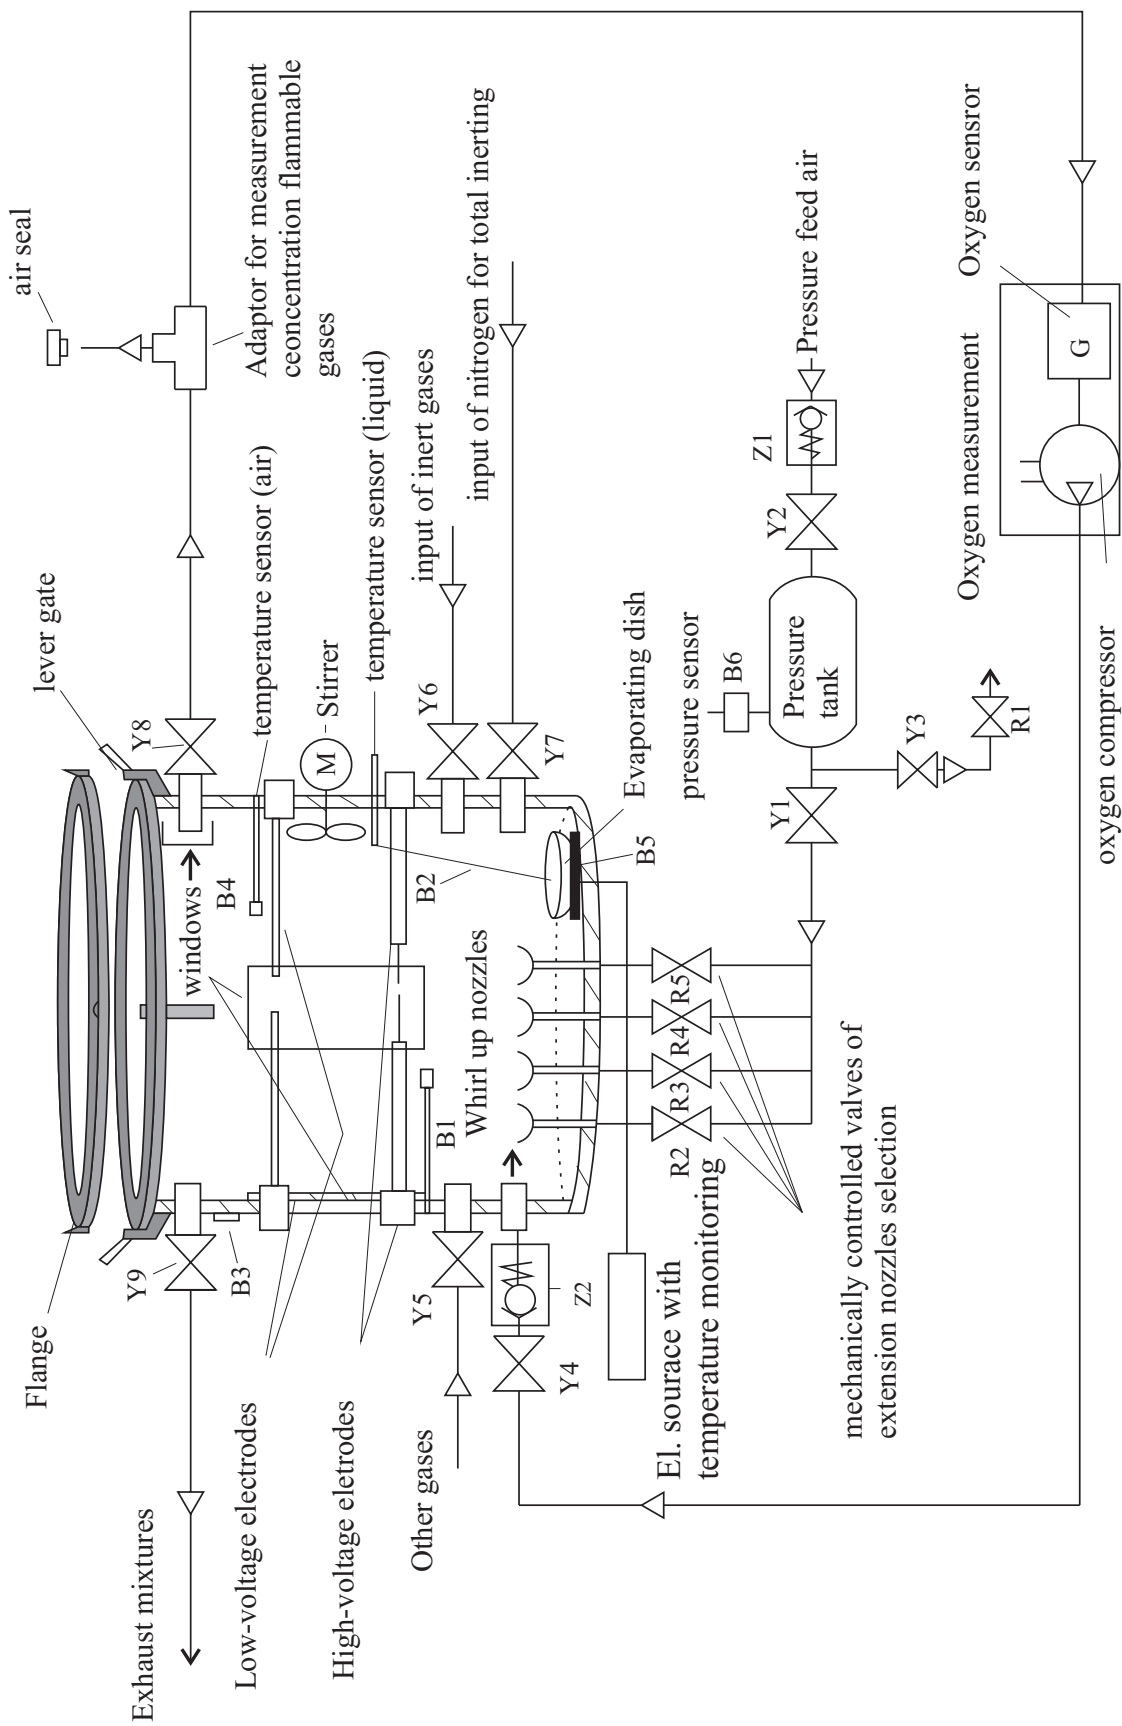 air seal
lever gate
Flange
Exhaust mixtures
Y8
Y9
windows
B4
B3
Adaptor for measurement
ceoncentration flammable
gases
temperature sensor (air)
Low-voltage electrodes
M
Stirrer
High-voltage eletrodes
temperature sensor (liquid)
Y6
input of inert gases
B2
B1
Y5
Other gases
input of nitrogen for total inerting
Whirl up nozzles
Y7
Y4
Z2
Evaporating dish
B5
El. sourace with
temperature monitoring
R2
R3
R4
R5
pressure sensor
B6
Pressure
tank
Y1
Y2
Z1
Pressure feed air
mechanically controlled valves of
extension nozzles selection
Y3
R1
Oxygen measurement
Oxygen sensror
G
oxygen compressor